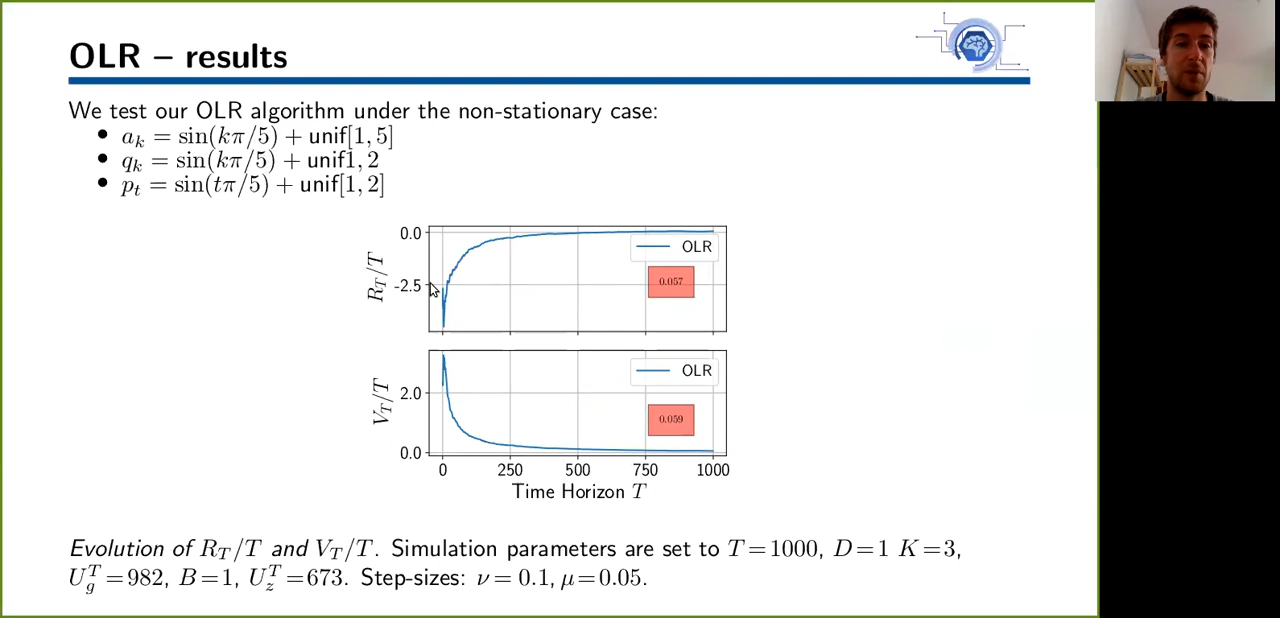 OLR – results
We test our OLR algorithm under the non-stationary case:
• a_k = sin(kπ/5) + unif[1, 5]
• q_k = sin(kπ/5) + unif1, 2
• p_t = sin(tπ/5) + unif[1, 2]
0.0
OLR
R_T/T
-2.5
0.057
OLR
V_T/T
2.0
0.059
0.0
0 250 500 750 1000
Time Horizon T
Evolution of R_T/T and V_T/T. Simulation parameters are set to T=1000, D=1 K=3,
U_g^T=982, B=1, U_z^T=673. Step-sizes: ν = 0.1, μ=0.05.